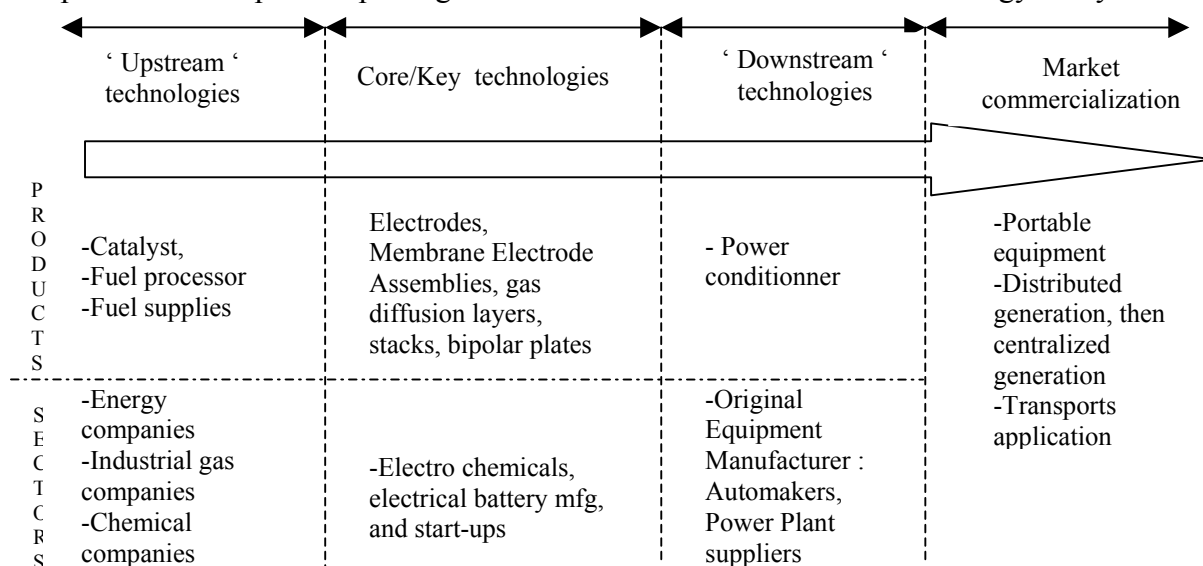 ‘ Upstream ‘
technologies
Core/Key technologies
‘ Downstream ‘
technologies
Market
commercialization
P
R
O
D
U
C
T
S
-Catalyst,
-Fuel processor
-Fuel supplies
Electrodes,
Membrane Electrode
Assemblies, gas
diffusion layers,
stacks, bipolar plates
- Power
conditionner
-Portable
equipment
-Distributed
generation, then
centralized
generation
-Transports
application
S
E
C
T
O
R
S
-Energy
companies
-Industrial gas
companies
-Chemical
companies
-Electro chemicals,
electrical battery mfg,
and start-ups
-Original
Equipment
Manufacturer :
Automakers,
Power Plant
suppliers